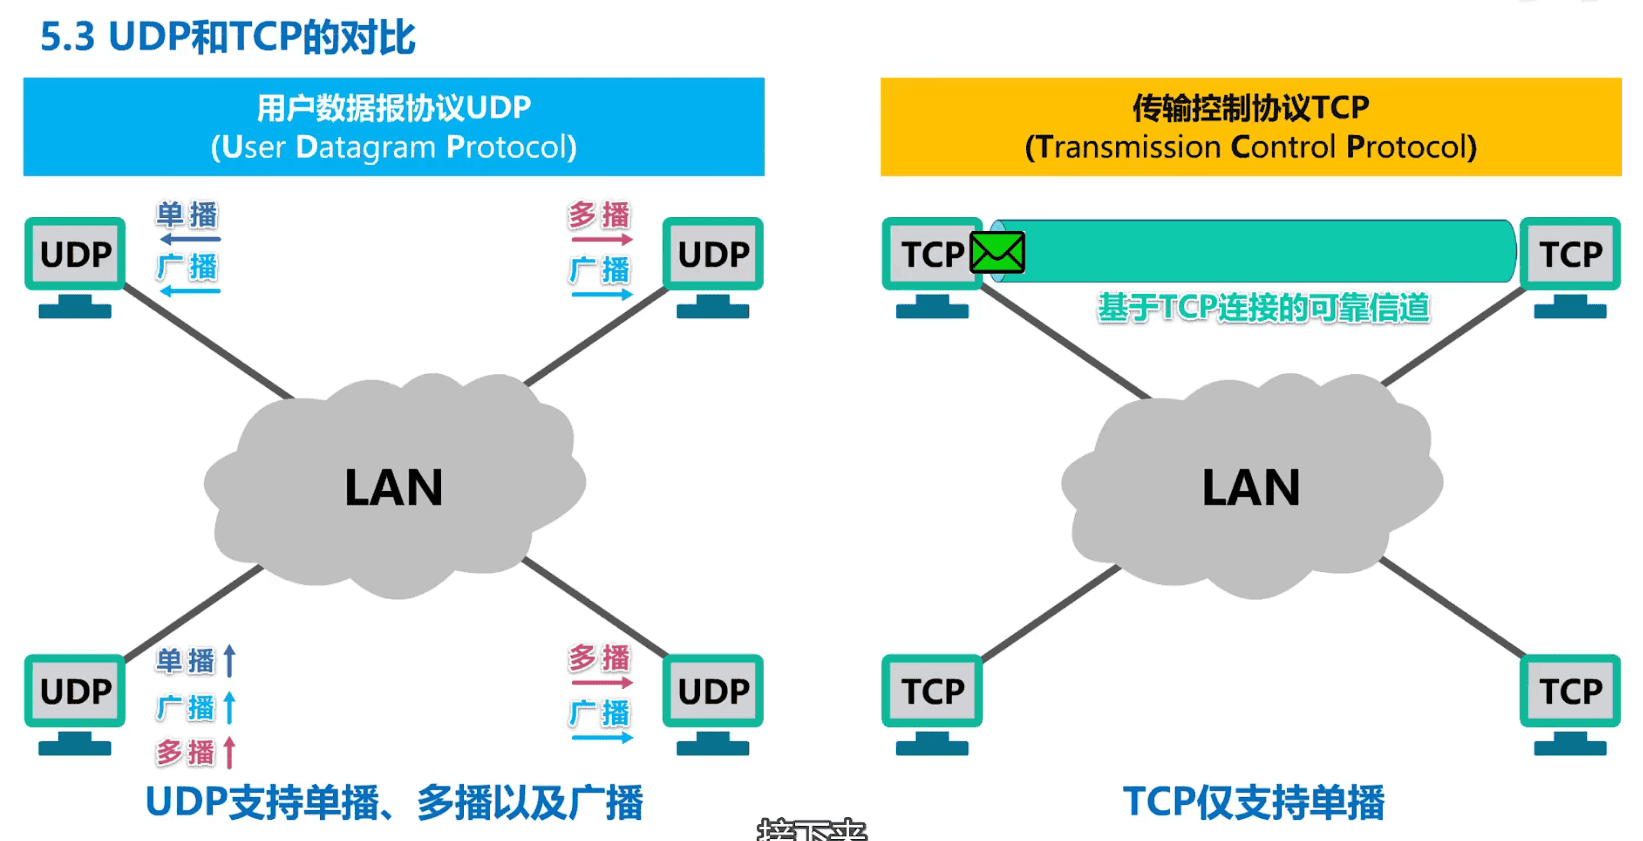 5.3 UDP和TCP的对比
用户数据报协议UDP
(User Datagram Protocol)
传输控制协议TCP
(Transmission Control Protocol)
UDP
单播
广播
多播
广播
UDP
LAN
UDP
单播
广播
多播
多播
广播
UDP
UDP支持单播、多播以及广播
TCP
TCP
基于TCP连接的可靠信道
LAN
TCP
TCP
TCP仅支持单播
接下来